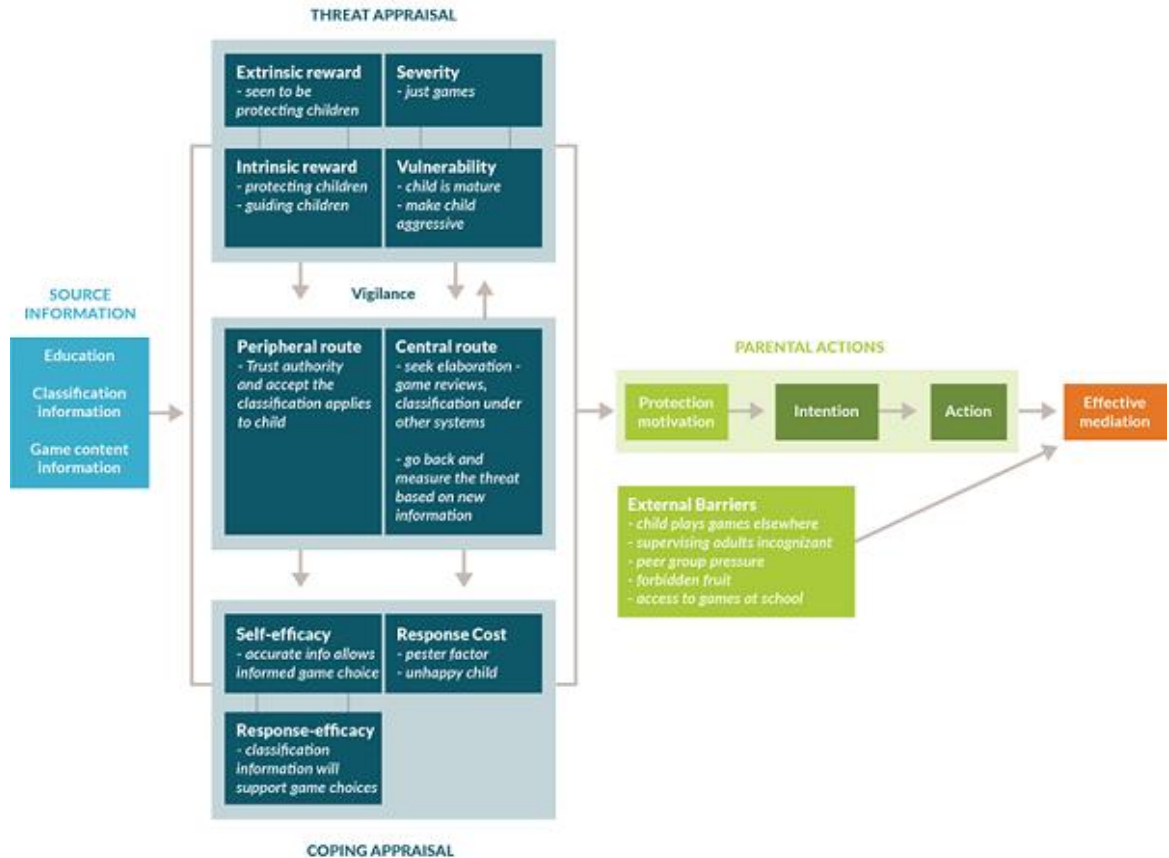 THREAT APPRAISAL
Extrinsic reward
- seen to be
protecting children
Severity
- just games
Intrinsic reward
- protecting children
- guiding children
Vulnerability
- child is mature
- make child
aggressive
Vigilance
SOURCE
INFORMATION
Education
Classification
information
Game content
information
Peripheral route
- Trust authority
and accept the
classification applies
to child
Central route
- seek elaboration -
game reviews,
classification under
other systems
- go back and
measure the threat
based on new
information
PARENTAL ACTIONS
Protection
motivation
Intention
Action
Effective
mediation
External Barriers
- child plays games elsewhere
- supervising adults incognizant
- peer group pressure
- forbidden fruit
- access to games at school
Self-efficacy
- accurate info allows
informed game choice
Response Cost
- pester factor
- unhappy child
Response-efficacy
- classification
information will
support game choices
COPING APPRAISAL